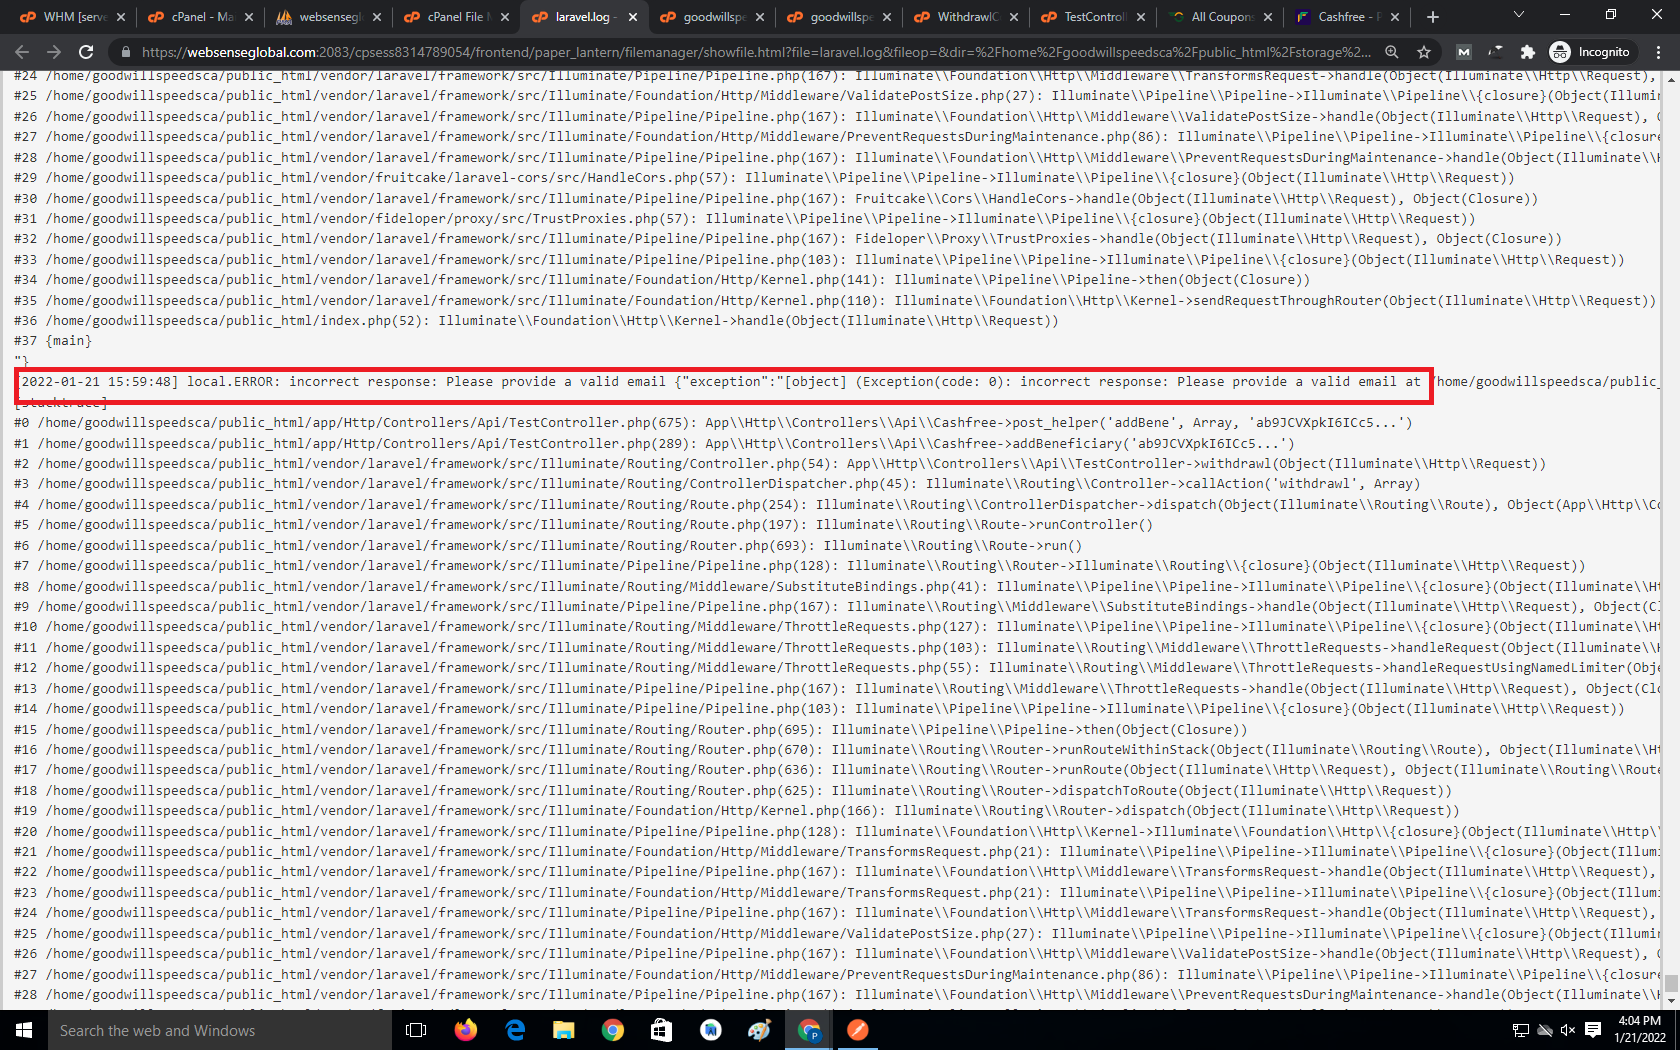 WHM [serve
cPanel - Ma
websensegl
cPanel File M
laravel.log -
goodwillspe
goodwillspe
WithdrawlC
TestControll
All Coupons
Cashfree - P
https://websenseglobal.com:2083/cpsess8314789054/frontend/paper_lantern/filemanager/showfile.html?file=laravel.log&fileop=&dir=%2Fhome%2Fgoodwillspeedsca%2Fpublic_html%2Fstorage%2...
Incognito
#24 /home/goodwillspeedsca/public_html/vendor/laravel/framework/src/Illuminate/Pipeline/Pipeline.php(167): Illuminate\\Foundation\\Http\\Middleware\\TransformsRequest->handle(Object(Illuminate\\Http\\Request),
#25 /home/goodwillspeedsca/public_html/vendor/laravel/framework/src/Illuminate/Foundation/Http/Middleware/ValidatePostSize.php(27): Illuminate\\Pipeline\\Pipeline->Illuminate\\Pipeline\\{closure}(Object(Illumin
#26 /home/goodwillspeedsca/public_html/vendor/laravel/framework/src/Illuminate/Pipeline/Pipeline.php(167): Illuminate\\Foundation\\Http\\Middleware\\ValidatePostSize->handle(Object(Illuminate\\Http\\Request), O
#27 /home/goodwillspeedsca/public_html/vendor/laravel/framework/src/Illuminate/Foundation/Http/Middleware/PreventRequestsDuringMaintenance.php(86): Illuminate\\Pipeline\\Pipeline->Illuminate\\Pipeline\\{closure
#28 /home/goodwillspeedsca/public_html/vendor/laravel/framework/src/Illuminate/Pipeline/Pipeline.php(167): Illuminate\\Foundation\\Http\\Middleware\\PreventRequestsDuringMaintenance->handle(Object(Illuminate\\H
#29 /home/goodwillspeedsca/public_html/vendor/fruitcake/laravel-cors/src/HandleCors.php(57): Illuminate\\Pipeline\\Pipeline->Illuminate\\Pipeline\\{closure}(Object(Illuminate\\Http\\Request))
#30 /home/goodwillspeedsca/public_html/vendor/laravel/framework/src/Illuminate/Pipeline/Pipeline.php(167): Fruitcake\\Cors\\HandleCors->handle(Object(Illuminate\\Http\\Request), Object(Closure))
#31 /home/goodwillspeedsca/public_html/vendor/fideloper/proxy/src/TrustProxies.php(57): Illuminate\\Pipeline\\Pipeline->Illuminate\\Pipeline\\{closure}(Object(Illuminate\\Http\\Request))
#32 /home/goodwillspeedsca/public_html/vendor/laravel/framework/src/Illuminate/Pipeline/Pipeline.php(167): Fideloper\\Proxy\\TrustProxies->handle(Object(Illuminate\\Http\\Request), Object(Closure))
#33 /home/goodwillspeedsca/public_html/vendor/laravel/framework/src/Illuminate/Pipeline/Pipeline.php(103): Illuminate\\Pipeline\\Pipeline->Illuminate\\Pipeline\\{closure}(Object(Illuminate\\Http\\Request))
#34 /home/goodwillspeedsca/public_html/vendor/laravel/framework/src/Illuminate/Foundation/Http/Kernel.php(141): Illuminate\\Pipeline\\Pipeline->then(Object(Closure))
#35 /home/goodwillspeedsca/public_html/vendor/laravel/framework/src/Illuminate/Foundation/Http/Kernel.php(110): Illuminate\\Foundation\\Http\\Kernel->sendRequestThroughRouter(Object(Illuminate\\Http\\Request))
#36 /home/goodwillspeedsca/public_html/index.php(52): Illuminate\\Foundation\\Http\\Kernel->handle(Object(Illuminate\\Http\\Request))
#37 {main}
"}
[2022-01-21 15:59:48] local.ERROR: incorrect response: Please provide a valid email {"exception":"[object] (Exception(code: 0): incorrect response: Please provide a valid email at /home/goodwillspeedsca/public_
[stacktrace]
#0 /home/goodwillspeedsca/public_html/app/Http/Controllers/Api/TestController.php(675): App\\Http\\Controllers\\Api\\Cashfree->post_helper('addBene', Array, 'ab9JCVXpkI6ICc5...')
#1 /home/goodwillspeedsca/public_html/app/Http/Controllers/Api/TestController.php(289): App\\Http\\Controllers\\Api\\Cashfree->addBeneficiary('ab9JCVXpkI6ICc5...')
#2 /home/goodwillspeedsca/public_html/vendor/laravel/framework/src/Illuminate/Routing/Controller.php(54): App\\Http\\Controllers\\Api\\TestController->withdrawl(Object(Illuminate\\Http\\Request))
#3 /home/goodwillspeedsca/public_html/vendor/laravel/framework/src/Illuminate/Routing/ControllerDispatcher.php(45): Illuminate\\Routing\\Controller->callAction('withdrawl', Array)
#4 /home/goodwillspeedsca/public_html/vendor/laravel/framework/src/Illuminate/Routing/Route.php(254): Illuminate\\Routing\\ControllerDispatcher->dispatch(Object(Illuminate\\Routing\\Route), Object(App\\Http\\Co
#5 /home/goodwillspeedsca/public_html/vendor/laravel/framework/src/Illuminate/Routing/Route.php(197): Illuminate\\Routing\\Route->runController()
#6 /home/goodwillspeedsca/public_html/vendor/laravel/framework/src/Illuminate/Routing/Router.php(693): Illuminate\\Routing\\Route->run()
#7 /home/goodwillspeedsca/public_html/vendor/laravel/framework/src/Illuminate/Pipeline/Pipeline.php(128): Illuminate\\Routing\\Router->Illuminate\\Routing\\{closure}(Object(Illuminate\\Http\\Request))
#8 /home/goodwillspeedsca/public_html/vendor/laravel/framework/src/Illuminate/Routing/Middleware/SubstituteBindings.php(41): Illuminate\\Pipeline\\Pipeline->Illuminate\\Pipeline\\{closure}(Object(Illuminate\\Ht
#9 /home/goodwillspeedsca/public_html/vendor/laravel/framework/src/Illuminate/Pipeline/Pipeline.php(167): Illuminate\\Routing\\Middleware\\SubstituteBindings->handle(Object(Illuminate\\Http\\Request), Object(Cl
#10 /home/goodwillspeedsca/public_html/vendor/laravel/framework/src/Illuminate/Routing/Middleware/ThrottleRequests.php(127): Illuminate\\Pipeline\\Pipeline->Illuminate\\Pipeline\\{closure}(Object(Illuminate\\Ht
#11 /home/goodwillspeedsca/public_html/vendor/laravel/framework/src/Illuminate/Routing/Middleware/ThrottleRequests.php(103): Illuminate\\Routing\\Middleware\\ThrottleRequests->handleRequest(Object(Illuminate\\H
#12 /home/goodwillspeedsca/public_html/vendor/laravel/framework/src/Illuminate/Routing/Middleware/ThrottleRequests.php(55): Illuminate\\Routing\\Middleware\\ThrottleRequests->handleRequestUsingNamedLimiter(Obje
#13 /home/goodwillspeedsca/public_html/vendor/laravel/framework/src/Illuminate/Pipeline/Pipeline.php(167): Illuminate\\Routing\\Middleware\\ThrottleRequests->handle(Object(Illuminate\\Http\\Request), Object(Clo
#14 /home/goodwillspeedsca/public_html/vendor/laravel/framework/src/Illuminate/Pipeline/Pipeline.php(103): Illuminate\\Pipeline\\Pipeline->Illuminate\\Pipeline\\{closure}(Object(Illuminate\\Http\\Request))
#15 /home/goodwillspeedsca/public_html/vendor/laravel/framework/src/Illuminate/Routing/Router.php(695): Illuminate\\Pipeline\\Pipeline->then(Object(Closure))
#16 /home/goodwillspeedsca/public_html/vendor/laravel/framework/src/Illuminate/Routing/Router.php(670): Illuminate\\Routing\\Router->runRouteWithinStack(Object(Illuminate\\Routing\\Route), Object(Illuminate\\Ht
#17 /home/goodwillspeedsca/public_html/vendor/laravel/framework/src/Illuminate/Routing/Router.php(636): Illuminate\\Routing\\Router->runRoute(Object(Illuminate\\Http\\Request), Object(Illuminate\\Routing\\Route
#18 /home/goodwillspeedsca/public_html/vendor/laravel/framework/src/Illuminate/Routing/Router.php(625): Illuminate\\Routing\\Router->dispatchToRoute(Object(Illuminate\\Http\\Request))
#19 /home/goodwillspeedsca/public_html/vendor/laravel/framework/src/Illuminate/Foundation/Http/Kernel.php(166): Illuminate\\Routing\\Router->dispatch(Object(Illuminate\\Http\\Request))
#20 /home/goodwillspeedsca/public_html/vendor/laravel/framework/src/Illuminate/Pipeline/Pipeline.php(128): Illuminate\\Foundation\\Http\\Kernel->Illuminate\\Foundation\\Http\\{closure}(Object(Illuminate\\Http\
#21 /home/goodwillspeedsca/public_html/vendor/laravel/framework/src/Illuminate/Foundation/Http/Middleware/TransformsRequest.php(21): Illuminate\\Pipeline\\Pipeline->Illuminate\\Pipeline\\{closure}(Object(Illumi
#22 /home/goodwillspeedsca/public_html/vendor/laravel/framework/src/Illuminate/Pipeline/Pipeline.php(167): Illuminate\\Foundation\\Http\\Middleware\\TransformsRequest->handle(Object(Illuminate\\Http\\Request),
#23 /home/goodwillspeedsca/public_html/vendor/laravel/framework/src/Illuminate/Foundation/Http/Middleware/TransformsRequest.php(21): Illuminate\\Pipeline\\Pipeline->Illuminate\\Pipeline\\{closure}(Object(Illumi
#24 /home/goodwillspeedsca/public_html/vendor/laravel/framework/src/Illuminate/Pipeline/Pipeline.php(167): Illuminate\\Foundation\\Http\\Middleware\\TransformsRequest->handle(Object(Illuminate\\Http\\Request),
#25 /home/goodwillspeedsca/public_html/vendor/laravel/framework/src/Illuminate/Foundation/Http/Middleware/ValidatePostSize.php(27): Illuminate\\Pipeline\\Pipeline->Illuminate\\Pipeline\\{closure}(Object(Illumin
#26 /home/goodwillspeedsca/public_html/vendor/laravel/framework/src/Illuminate/Pipeline/Pipeline.php(167): Illuminate\\Foundation\\Http\\Middleware\\ValidatePostSize->handle(Object(Illuminate\\Http\\Request), O
#27 /home/goodwillspeedsca/public_html/vendor/laravel/framework/src/Illuminate/Foundation/Http/Middleware/PreventRequestsDuringMaintenance.php(86): Illuminate\\Pipeline\\Pipeline->Illuminate\\Pipeline\\{closure
#28 /home/goodwillspeedsca/public_html/vendor/laravel/framework/src/Illuminate/Pipeline/Pipeline.php(167): Illuminate\\Foundation\\Http\\Middleware\\PreventRequestsDuringMaintenance->handle(Object(Illuminate\\H
Search the web and Windows
4:04 PM
1/21/2022